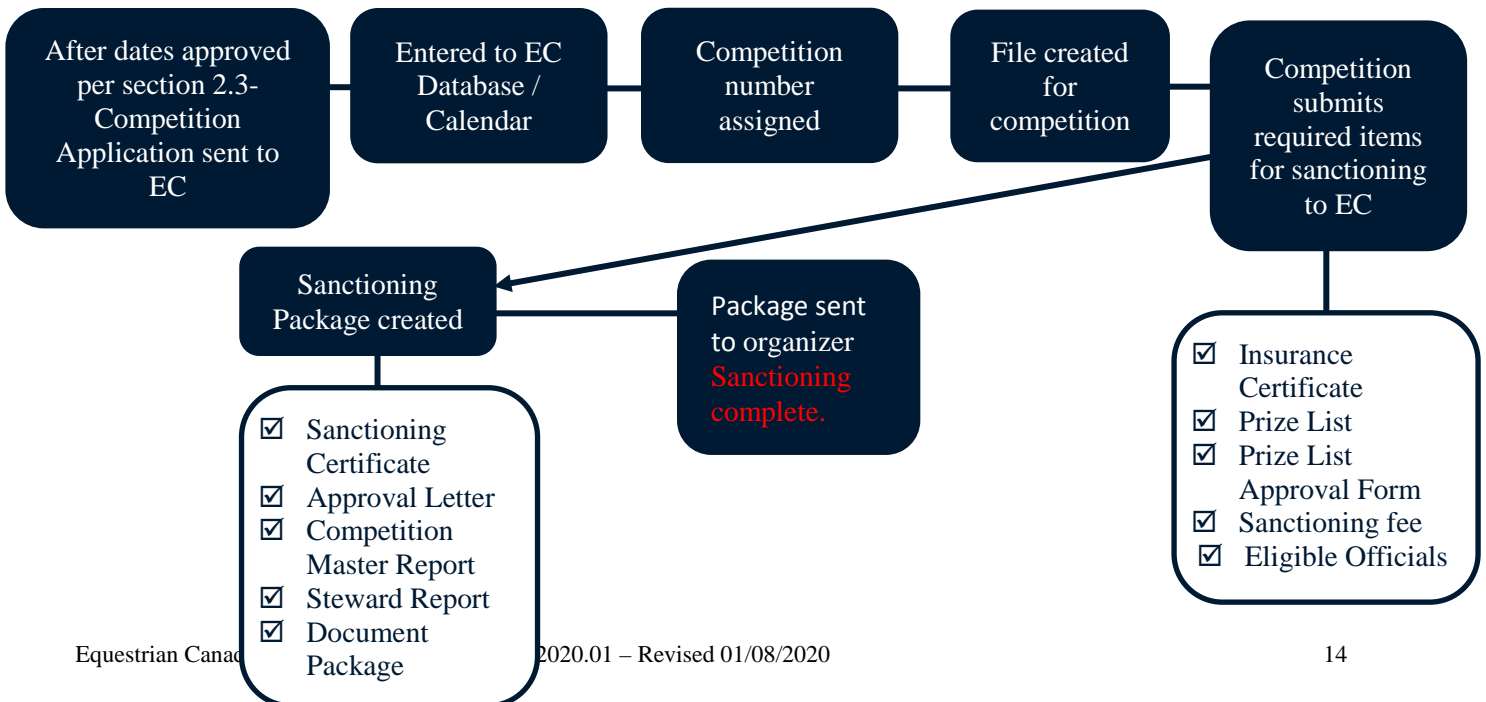 After dates approved
per section 2.3-
Competition
Application sent to
EC
Entered to EC
Database /
Calendar
Competition
number
assigned
File created
for
competition
Competition
submits
required items
for sanctioning
to EC
Sanctioning
Package created
Package sent
to organizer
Sanctioning
complete.
☑ Insurance
Certificate
☑ Prize List
☑ Prize List
Approval Form
☑ Sanctioning fee
☑ Eligible Officials
☑ Sanctioning
Certificate
☑ Approval Letter
☑ Competition
Master Report
☑ Steward Report
☑ Document
Package
Equestrian 2020.01 – Revised 01/08/2020 14